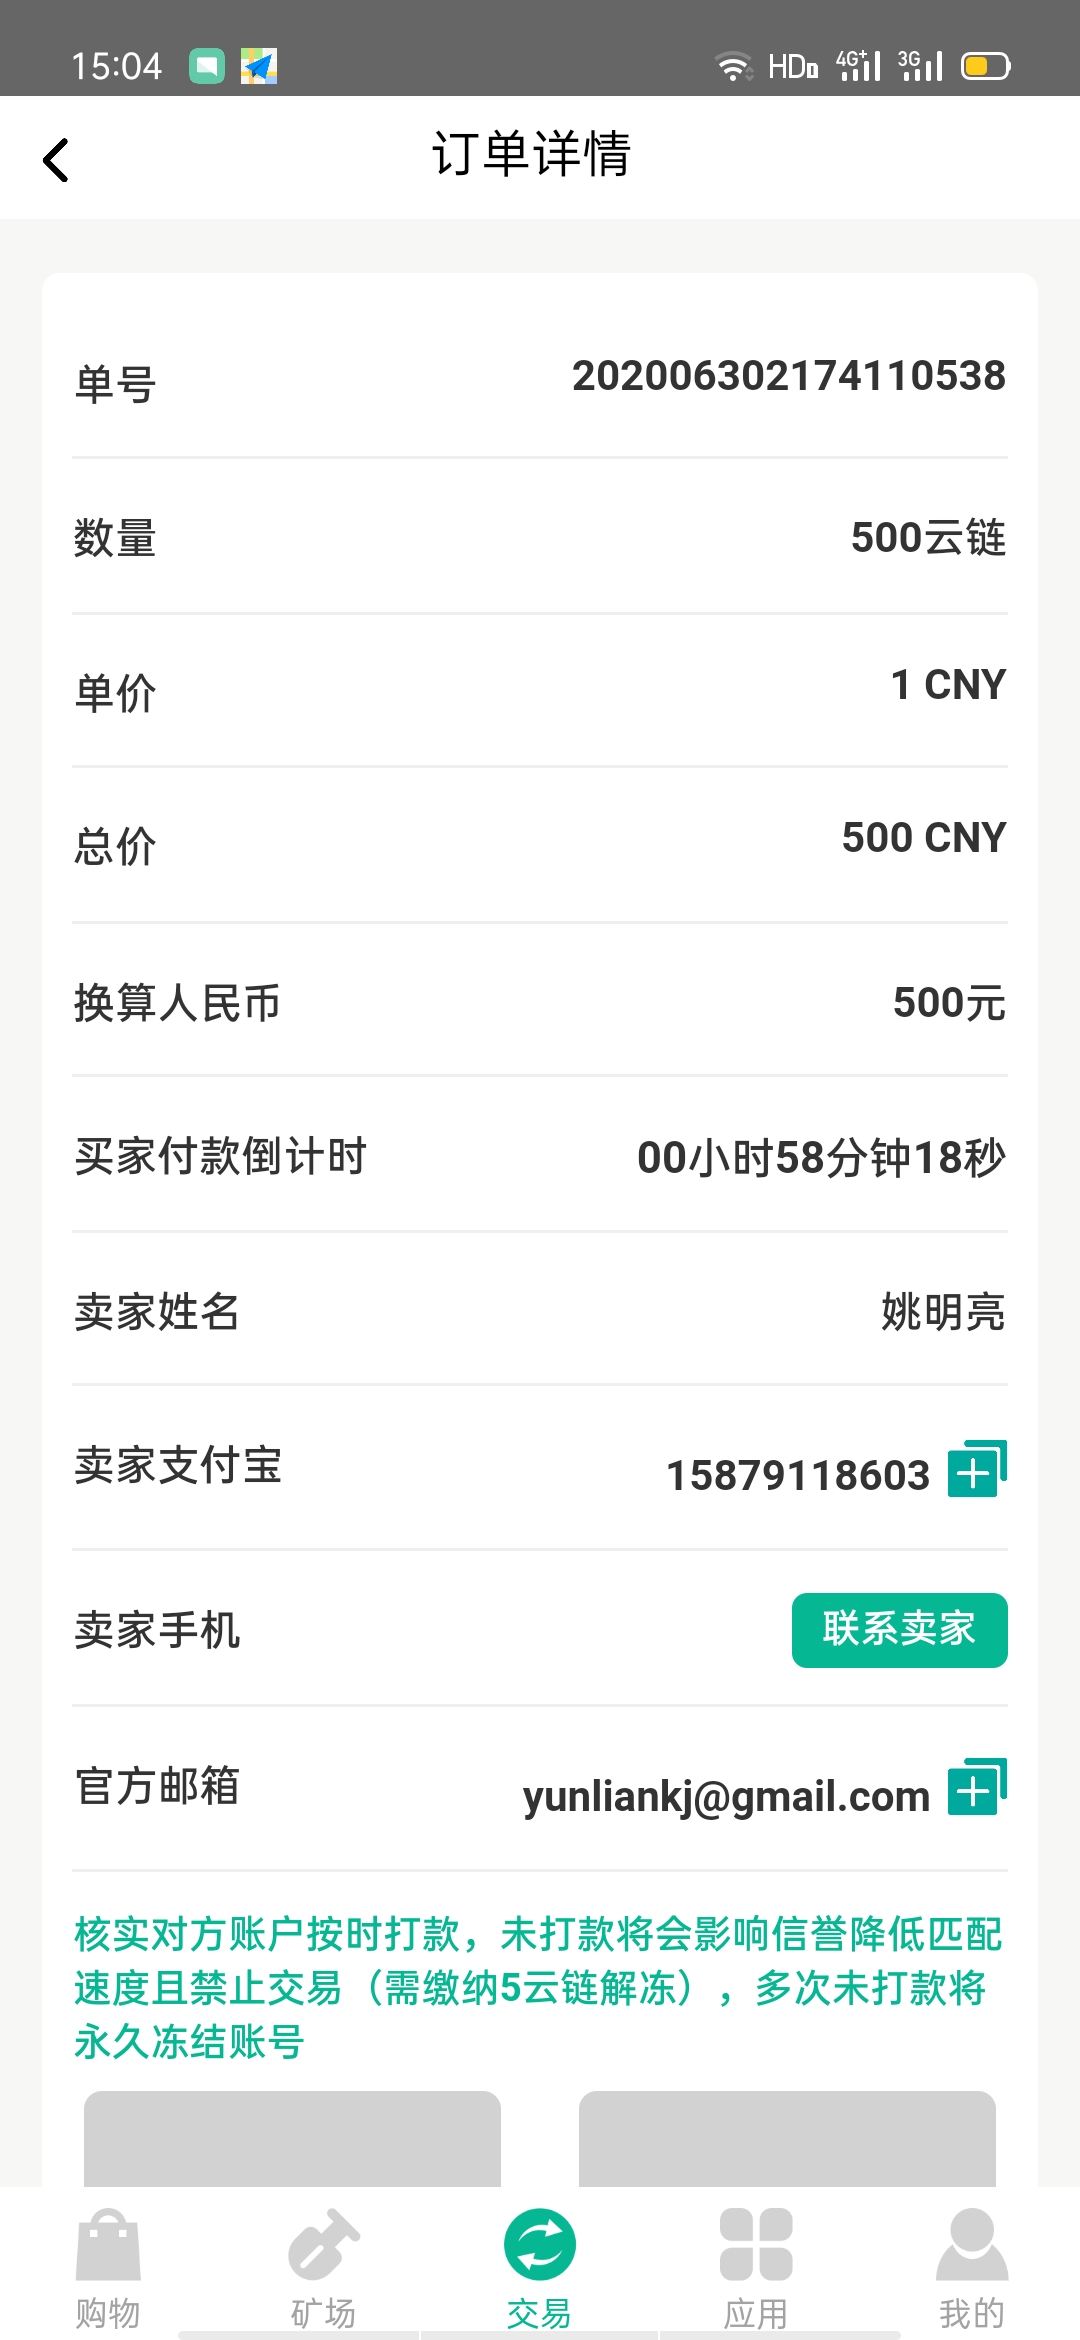 15:04 HD 4G+ 3G
订单详情
单号 202006302174110538
数量 500云链
单价 1 CNY
总价 500 CNY
换算人民币 500元
买家付款倒计时 00小时58分钟18秒
卖家姓名 姚明亮
卖家支付宝 15879118603
卖家手机 联系卖家
官方邮箱 yunliankj@gmail.com
核实对方账户按时打款，未打款将会影响信誉降低匹配
速度且禁止交易（需缴纳5云链解冻），多次未打款将
永久冻结账号
购物 矿场 交易 应用 我的